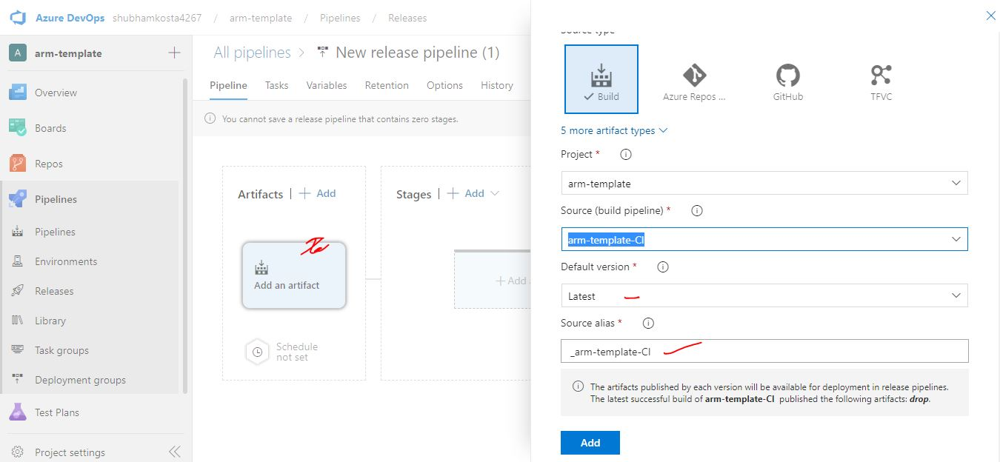 Azure DevOps shubhamkosta4267 / arm-template / Pipelines / Releases
A arm-template
Overview
Boards
Repos
Pipelines
Pipelines
Environments
Releases
Library
Task groups
Deployment groups
Test Plans
Project settings
All pipelines > New release pipeline (1)
Pipeline Tasks Variables Retention Options History
You cannot save a release pipeline that contains zero stages.
Artifacts | + Add
Stages | + Add
Add an artifact
+ Add
Schedule
not set
Source type
Build
Azure Repos ...
GitHub
TFVC
5 more artifact types
Project *
arm-template
Source (build pipeline) *
arm-template-CI
Default version *
Latest
Source alias *
_arm-template-CI
The artifacts published by each version will be available for deployment in release pipelines.
The latest successful build of arm-template-CI published the following artifacts: drop.
Add